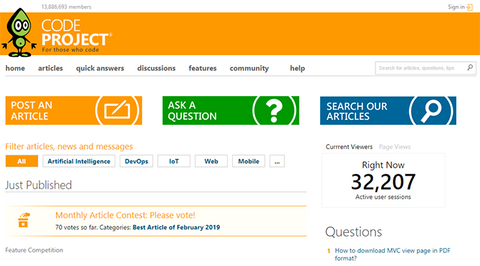 13,886,693 members
Sign in
CODE
PROJECT
For those who code
home articles quick answers discussions features community help
Search for articles, questions, tips
POST AN
ARTICLE
ASK A
QUESTION
?
SEARCH OUR
ARTICLES
Filter articles, news and messages
All Artificial Intelligence DevOps IoT Web Mobile ...
Current Viewers Page Views
Right Now
32,207
Active user sessions
Just Published
Monthly Article Contest: Please vote!
70 votes so far. Categories: Best Article of February 2019
Feature Competition
Questions
1 How to download MVC view page in PDF
format?